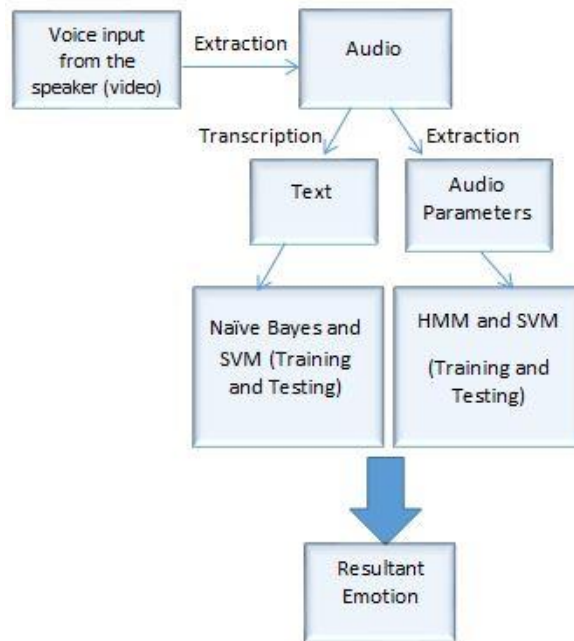 Voice input
from the
speaker (video)
Extraction
Audio
Transcription
Extraction
Text
Audio
Parameters
Naïve Bayes and
SVM (Training
and Testing)
HMM and SVM
(Training and
Testing)
Resultant
Emotion